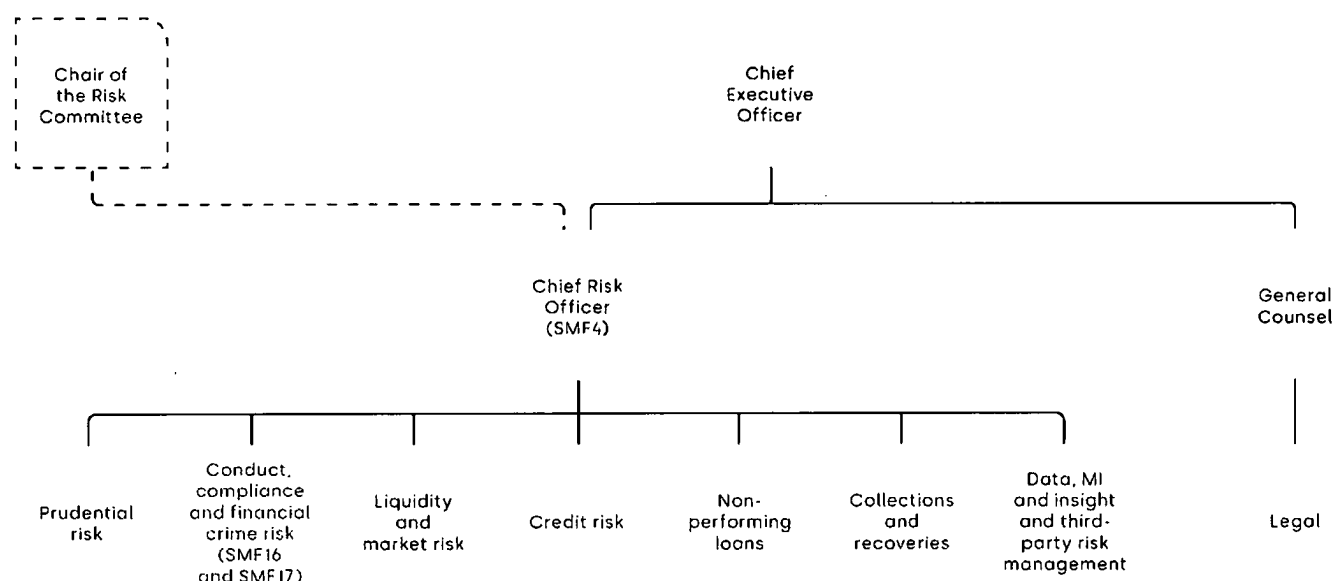 Chair of
the Risk
Committee
Chief
Executive
Officer
Chief Risk
Officer
(SMF4)
General
Counsel
Prudential
risk
Conduct,
compliance
and financial
crime risk
(SMF16
and SMF17)
Liquidity
and
market risk
Credit risk
Non-
performing
loans
Collections
and
recoveries
Data, MI
and insight
and third-
party risk
management
Legal